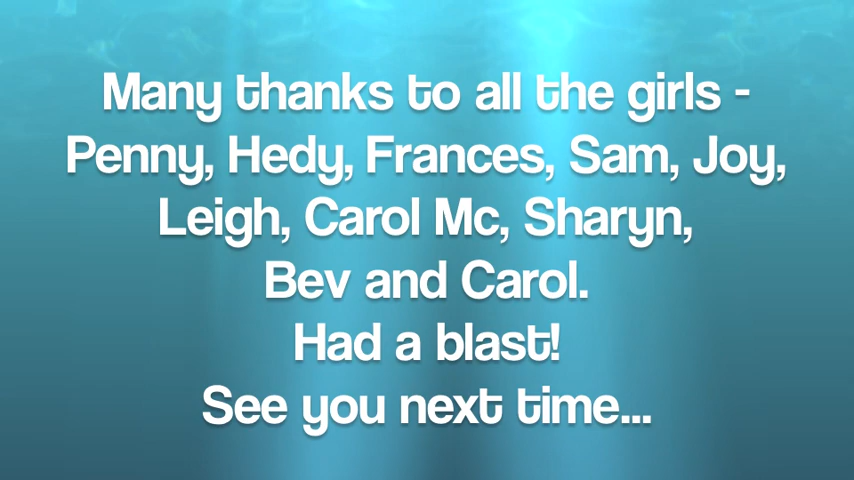 Many thanks to all the girls -
Penny, Hedy, Frances, Sam, Joy,
Leigh, Carol Mc, Sharyn,
Bev and Carol.
Had a blast!
See you next time...